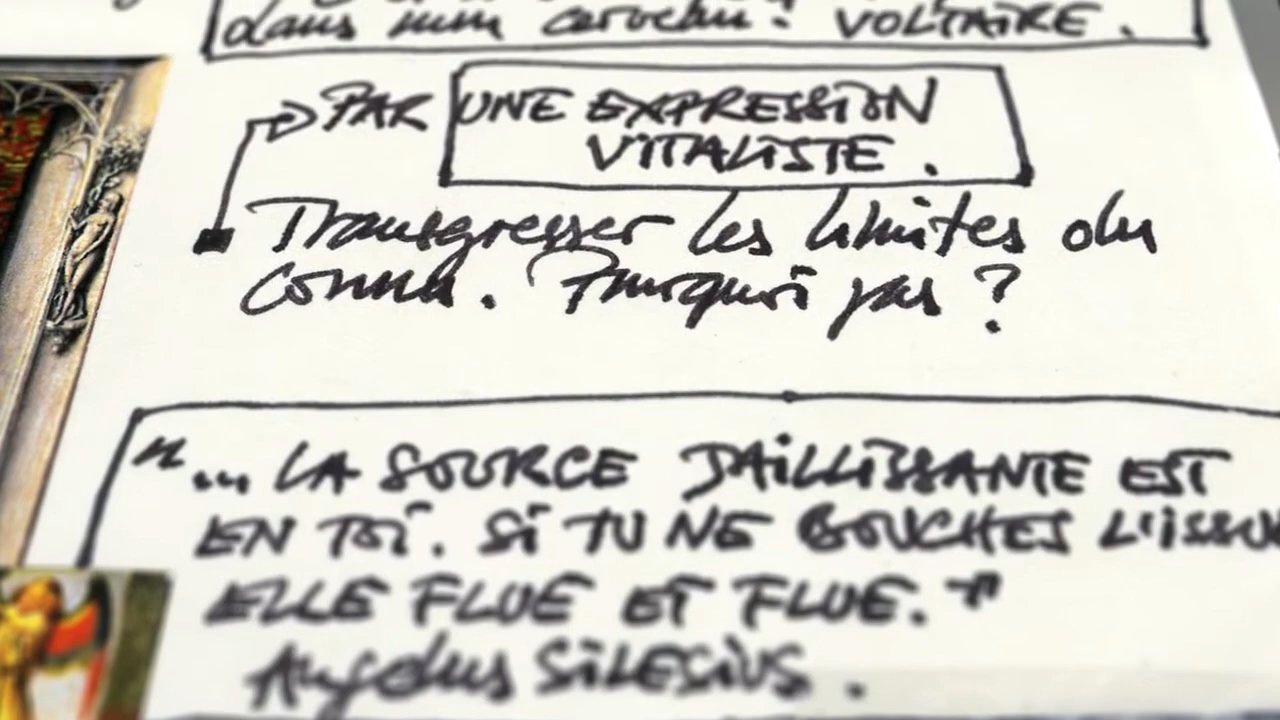 dans mon cerveau. VOLTAIRE.
PAR UNE EXPRESSION
VITALISTE.
Transgresser les limites du
connu. Pourquoi pas ?
"... LA SOURCE JAILLISSANTE EST
EN TOI. SI TU NE BOUCHES L'ISSU
ELLE FLUE ET FLUE."
Angelus SILESIUS.